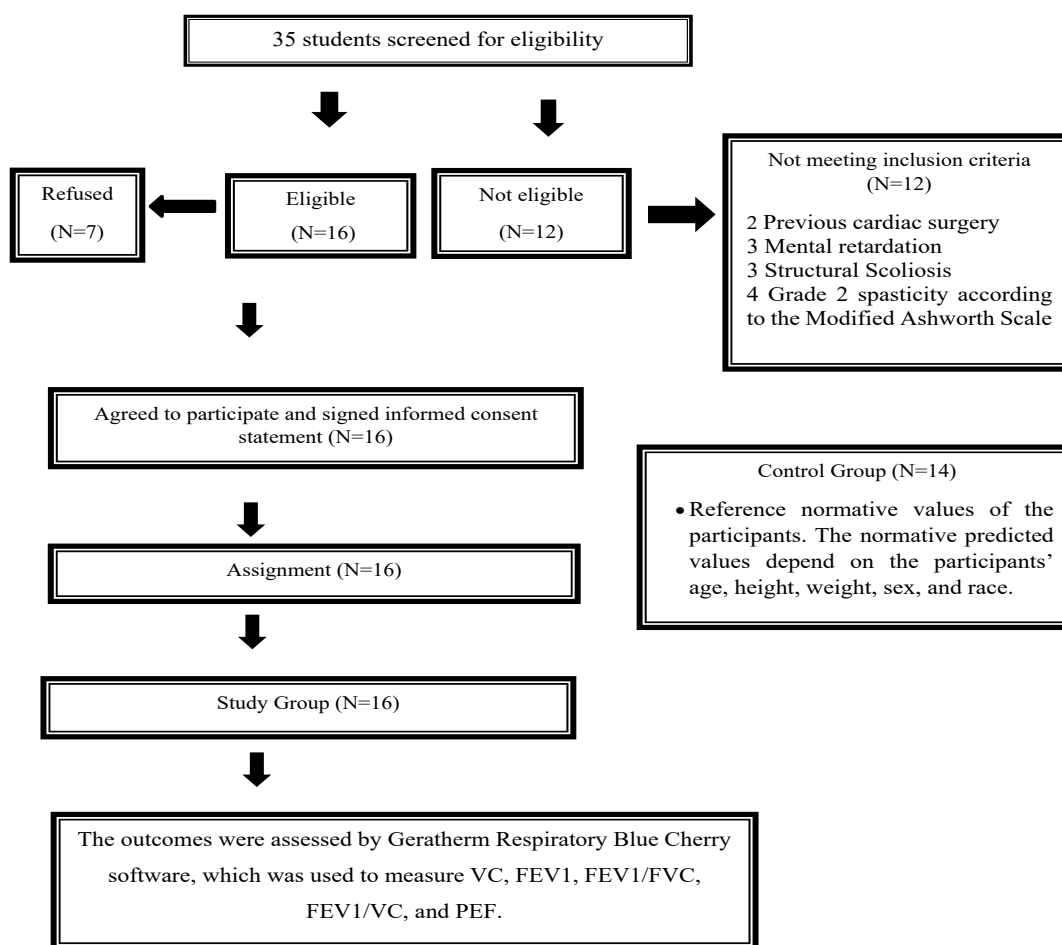 35 students screened for eligibility
Refused
(N=7)
Eligible
(N=16)
Not eligible
(N=12)
Not meeting inclusion criteria
(N=12)
2 Previous cardiac surgery
3 Mental retardation
3 Structural Scoliosis
4 Grade 2 spasticity according
to the Modified Ashworth Scale
Agreed to participate and signed informed consent
statement (N=16)
Control Group (N=14)
• Reference normative values of the
participants. The normative predicted
values depend on the participants’
age, height, weight, sex, and race.
Assignment (N=16)
Study Group (N=16)
The outcomes were assessed by Geratherm Respiratory Blue Cherry
software, which was used to measure VC, FEV1, FEV1/FVC,
FEV1/VC, and PEF.